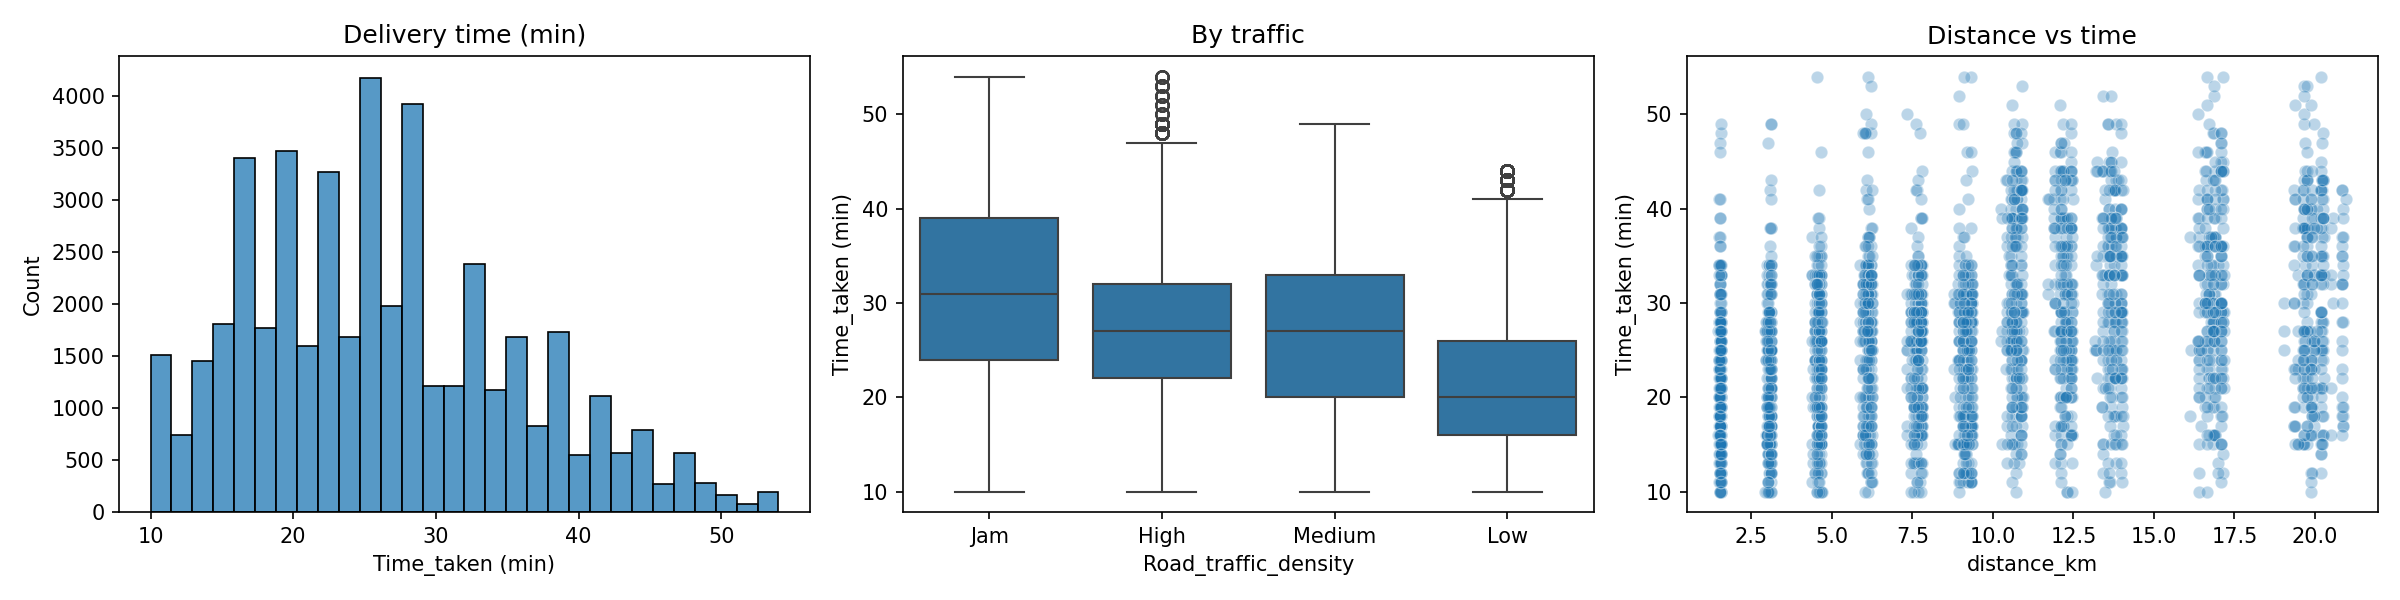 Delivery time (min)
4000
3500
3000
2500
2000
1500
1000
500
0
Count
10 20 30 40 50
Time_taken (min)
By traffic
50
40
30
20
10
Time_taken (min)
Jam High Medium Low
Road_traffic_density
Distance vs time
50
40
30
20
10
Time_taken (min)
2.5 5.0 7.5 10.0 12.5 15.0 17.5 20.0
distance_km